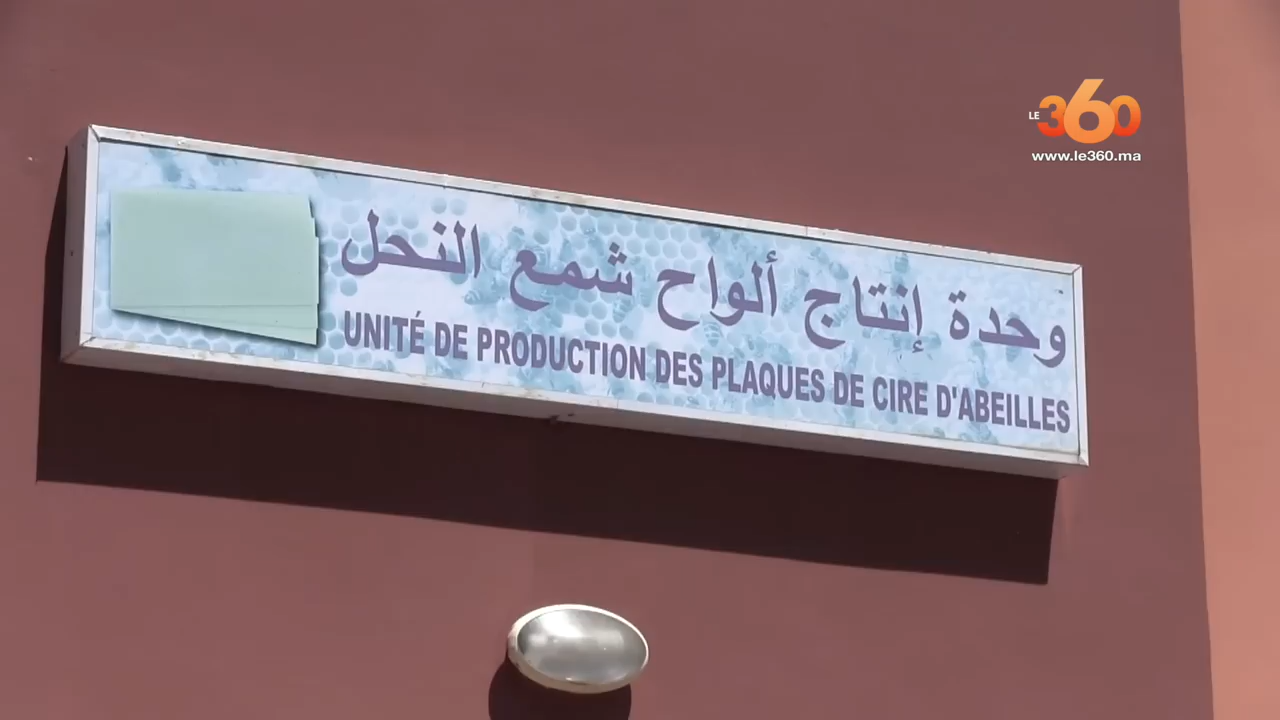 LE 360
www.le360.ma
وحدة إنتاج ألواح شمع النحل
UNITÉ DE PRODUCTION DES PLAQUES DE CIRE D'ABEILLES